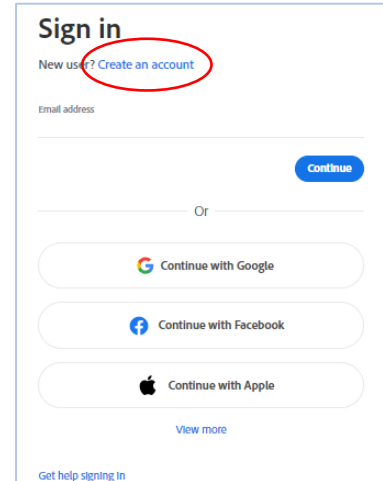 Sign in
New user? Create an account
Email address
Continue
Or
Continue with Google
Continue with Facebook
Continue with Apple
View more
Get help signing in